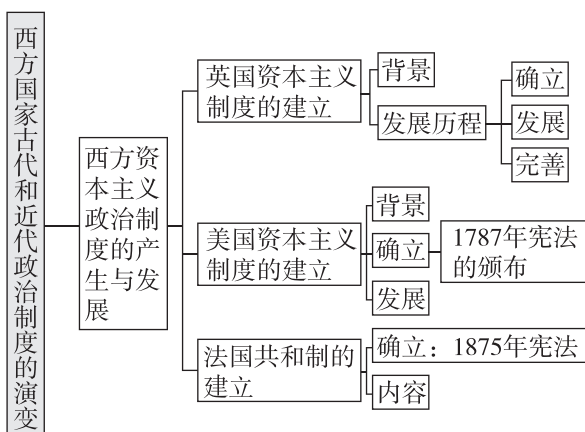 西方国家古代和近代政治制度的演变
西方资
本主义
政治制
度的产
生与发
展
英国资本主义
制度的建立
背景
发展历程
确立
发展
完善
美国资本主义
制度的建立
背景
确立
1787年宪法
的颁布
发展
法国共和制的
建立
确立：1875年宪法
内容